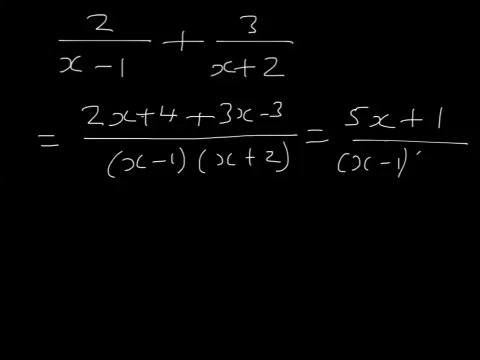 2/(x-1) + 3/(x+2)
= (2x+4+3x-3)/((x-1)(x+2)) = (5x+1)/((x-1)